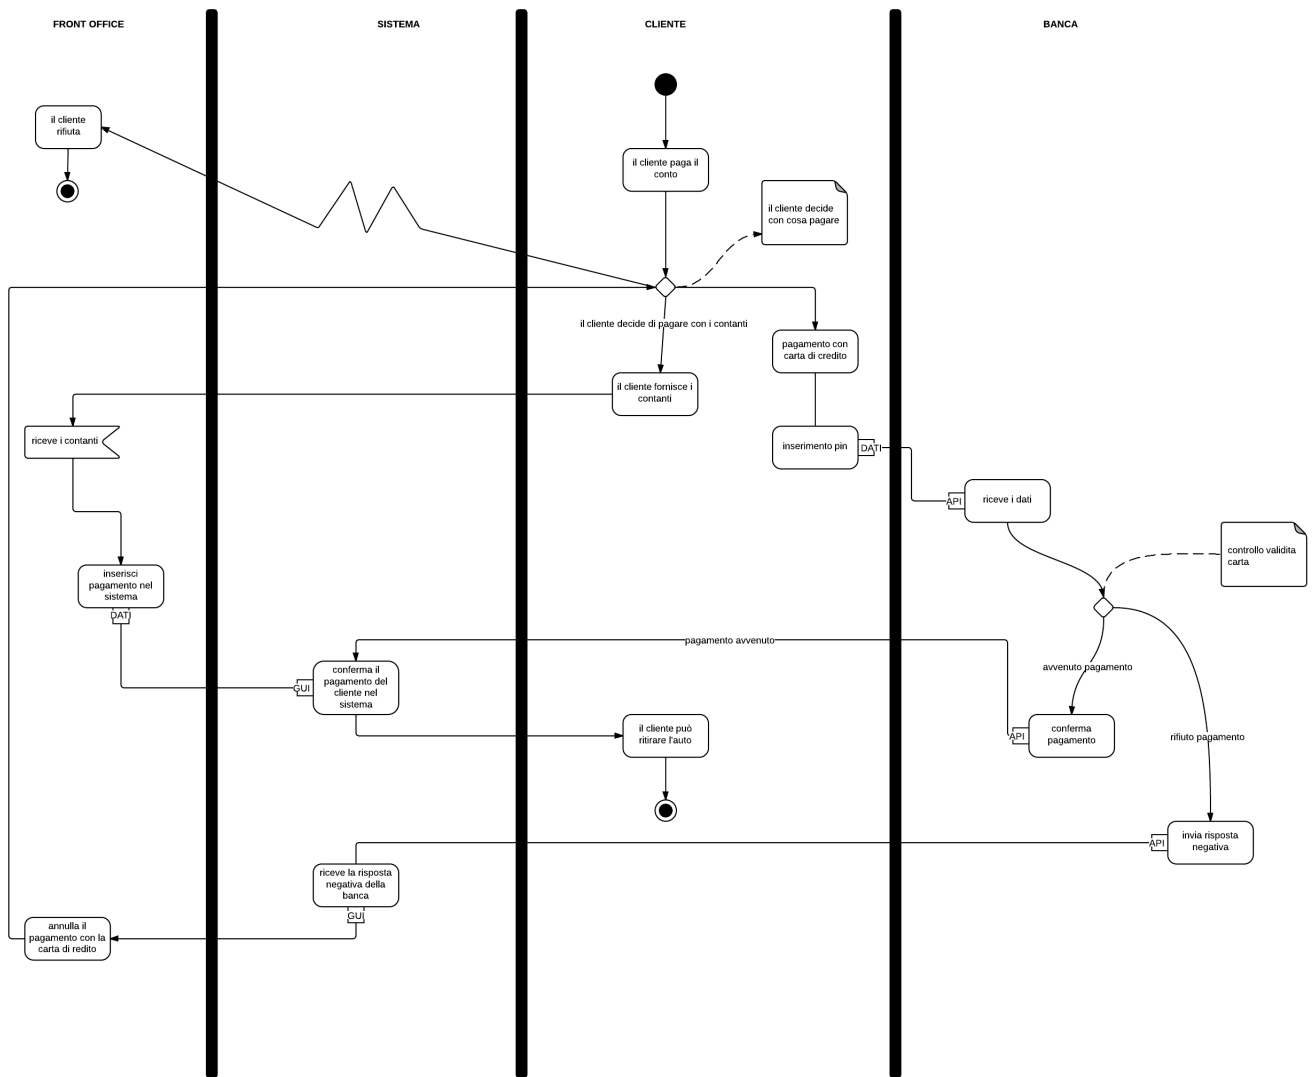 FRONT OFFICE
SISTEMA
CLIENTE
BANCA
il cliente
rifiuta
il cliente paga il
conto
il cliente decide
con cosa pagare
il cliente decide di pagare con i contanti
pagamento con
carta di credito
il cliente fornisce i
contanti
riceve i contanti
inserimento pin
DATI
API
riceve i dati
controllo validita
carta
inserisci
pagamento nel
sistema
DATI
pagamento avvenuto
avvenuto pagamento
conferma il
pagamento del
cliente nel
sistema
GUI
il cliente può
ritirare l'auto
API
conferma
pagamento
rifiuto pagamento
API
invia risposta
negativa
riceve la risposta
negativa della
banca
GUI
annulla il
pagamento con la
carta di redito